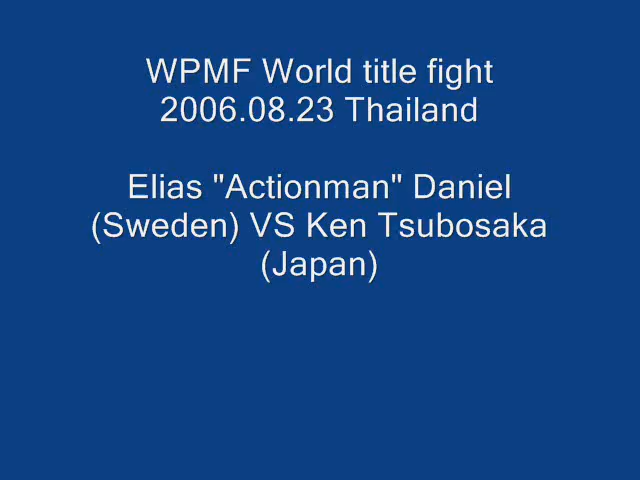 WPMF World title fight
2006.08.23 Thailand
Elias "Actionman" Daniel
(Sweden) VS Ken Tsubosaka
(Japan)